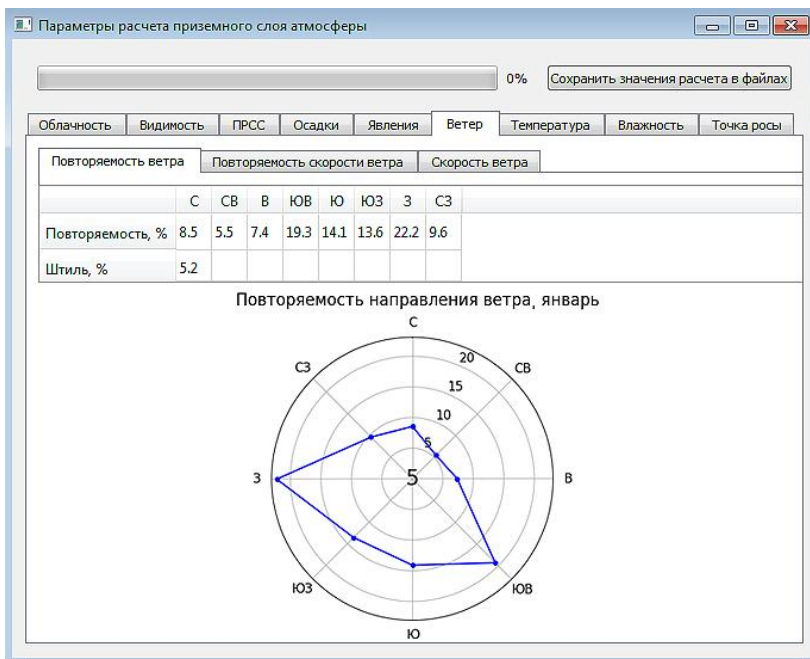 Параметры расчета приземного слоя атмосферы
0% Сохранить значения расчета в файлах
Облачность Видимость ПРСС Осадки Явления Ветер Температура Влажность Точка росы
Повторяемость ветра Повторяемость скорости ветра Скорость ветра
С СВ В ЮВ Ю ЮЗ З СЗ
Повторяемость, % 8.5 5.5 7.4 19.3 14.1 13.6 22.2 9.6
Штиль, % 5.2
Повторяемость направления ветра, январь
С
20
СЗ СВ
15
10
5
З 5 В
ЮЗ ЮВ
Ю